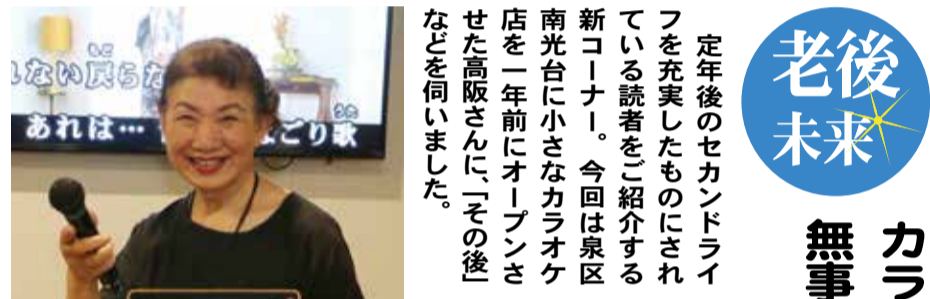 老後
未来
カラ
無事
定年後のセカンドライ
フを充実したものにされ
ている読者をご紹介する
新コーナー。今回は泉区
南光台に小さなカラオケ
店を一年前にオープンさ
せた高阪さんに、「その後」
などを伺いました。
もど
ない戻らな
うた
あれは… ごり歌